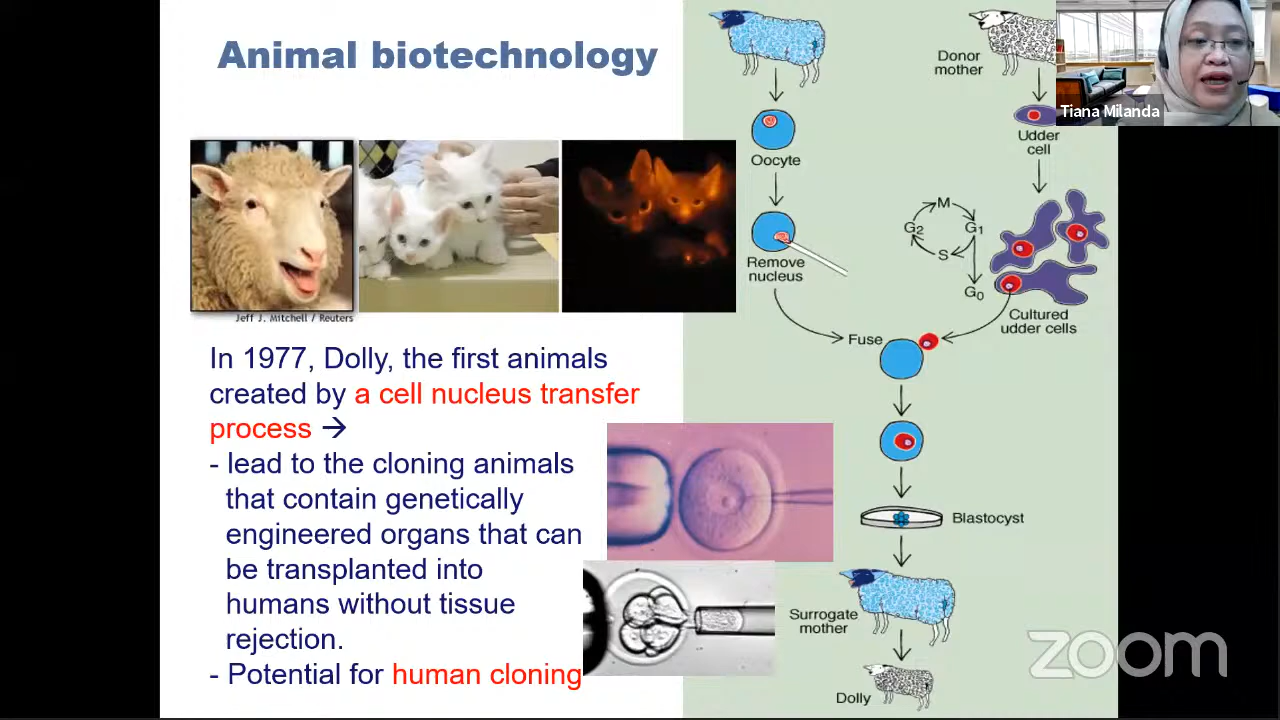 Animal biotechnology
Jeff J. Mitchell / Reuters
In 1977, Dolly, the first animals
created by a cell nucleus transfer
process →
- lead to the cloning animals
that contain genetically
engineered organs that can
be transplanted into
humans without tissue
rejection.
- Potential for human cloning
Donor
mother
Oocyte
Udder
cell
Remove
nucleus
M
G2
G1
S
G0
Cultured
udder cells
Fuse
Blastocyst
Surrogate
mother
Dolly
Tiana Milanda
zoom